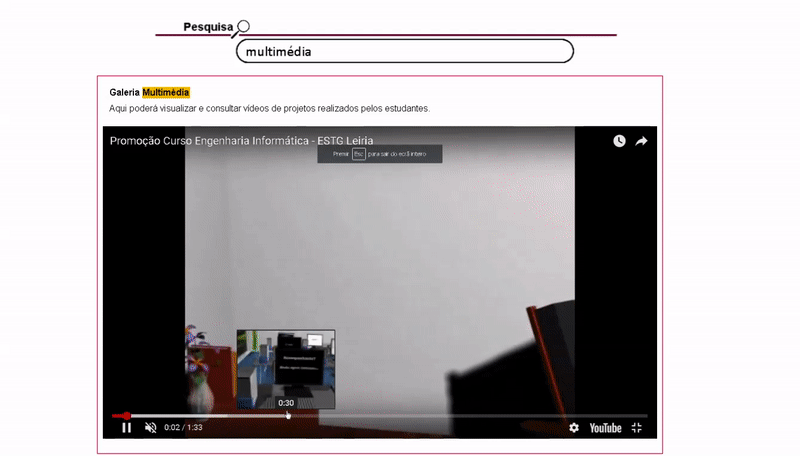 Pesquisa
multimédia
Galeria Multimédia
Aqui poderá visualizar e consultar vídeos de projetos realizados pelos estudantes.
Promoção Curso Engenharia Informática - ESTG Leiria
Premir Esc para sair do ecrã inteiro
0:30
0:02 / 1:33
YouTube